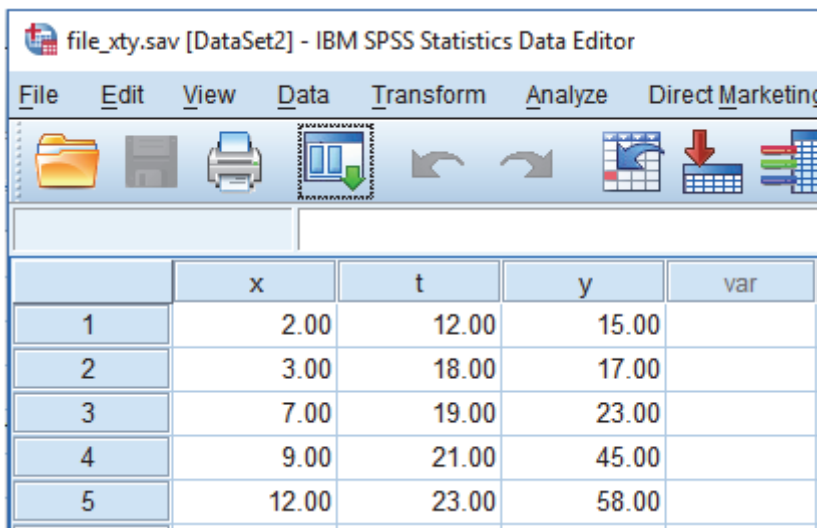 file_xty.sav [DataSet2] - IBM SPSS Statistics Data Editor
File Edit View Data Transform Analyze Direct Marketing
x t y var
1 2.00 12.00 15.00
2 3.00 18.00 17.00
3 7.00 19.00 23.00
4 9.00 21.00 45.00
5 12.00 23.00 58.00